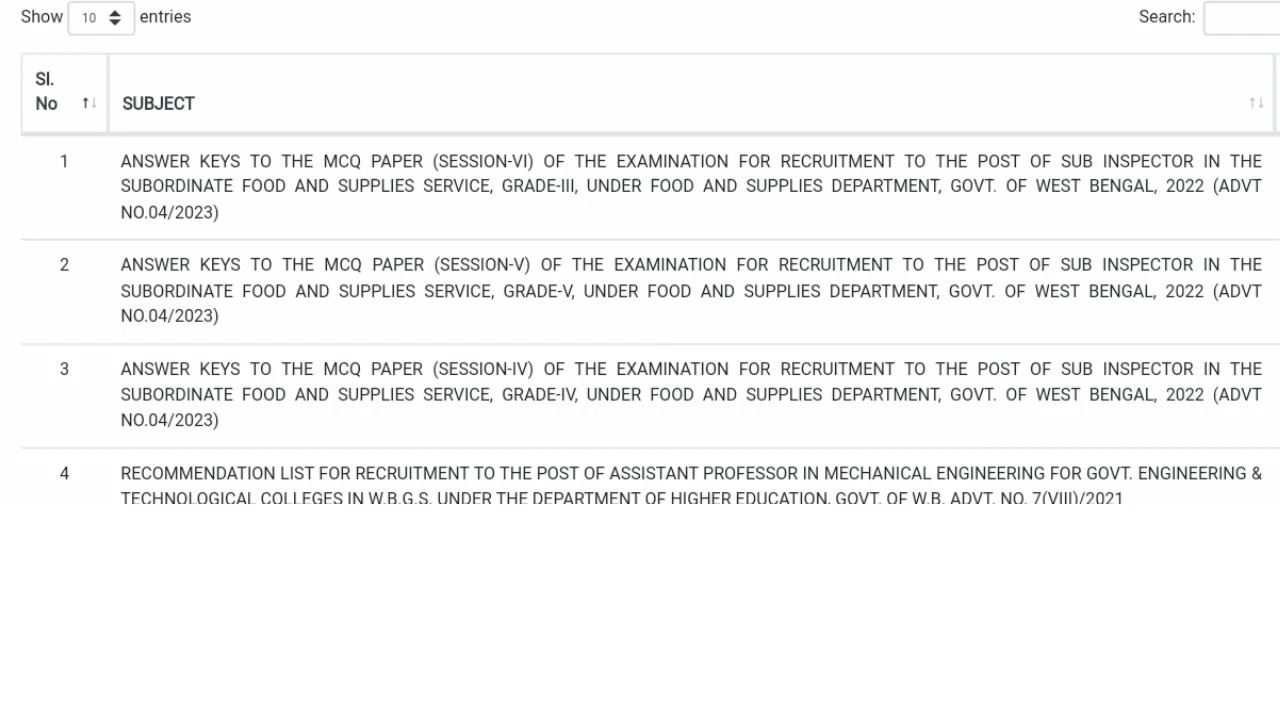 Show 10 entries Search:
Sl.
No SUBJECT
1 ANSWER KEYS TO THE MCQ PAPER (SESSION-VI) OF THE EXAMINATION FOR RECRUITMENT TO THE POST OF SUB INSPECTOR IN THE
SUBORDINATE FOOD AND SUPPLIES SERVICE, GRADE-III, UNDER FOOD AND SUPPLIES DEPARTMENT, GOVT. OF WEST BENGAL, 2022 (ADVT
NO.04/2023)
2 ANSWER KEYS TO THE MCQ PAPER (SESSION-V) OF THE EXAMINATION FOR RECRUITMENT TO THE POST OF SUB INSPECTOR IN THE
SUBORDINATE FOOD AND SUPPLIES SERVICE, GRADE-V, UNDER FOOD AND SUPPLIES DEPARTMENT, GOVT. OF WEST BENGAL, 2022 (ADVT
NO.04/2023)
3 ANSWER KEYS TO THE MCQ PAPER (SESSION-IV) OF THE EXAMINATION FOR RECRUITMENT TO THE POST OF SUB INSPECTOR IN THE
SUBORDINATE FOOD AND SUPPLIES SERVICE, GRADE-IV, UNDER FOOD AND SUPPLIES DEPARTMENT, GOVT. OF WEST BENGAL, 2022 (ADVT
NO.04/2023)
4 RECOMMENDATION LIST FOR RECRUITMENT TO THE POST OF ASSISTANT PROFESSOR IN MECHANICAL ENGINEERING FOR GOVT. ENGINEERING &
TECHNOLOGICAL COLLEGES IN W.B.G.S. UNDER THE DEPARTMENT OF HIGHER EDUCATION, GOVT. OF W.B. ADVT. NO. 7(VIII)/2021